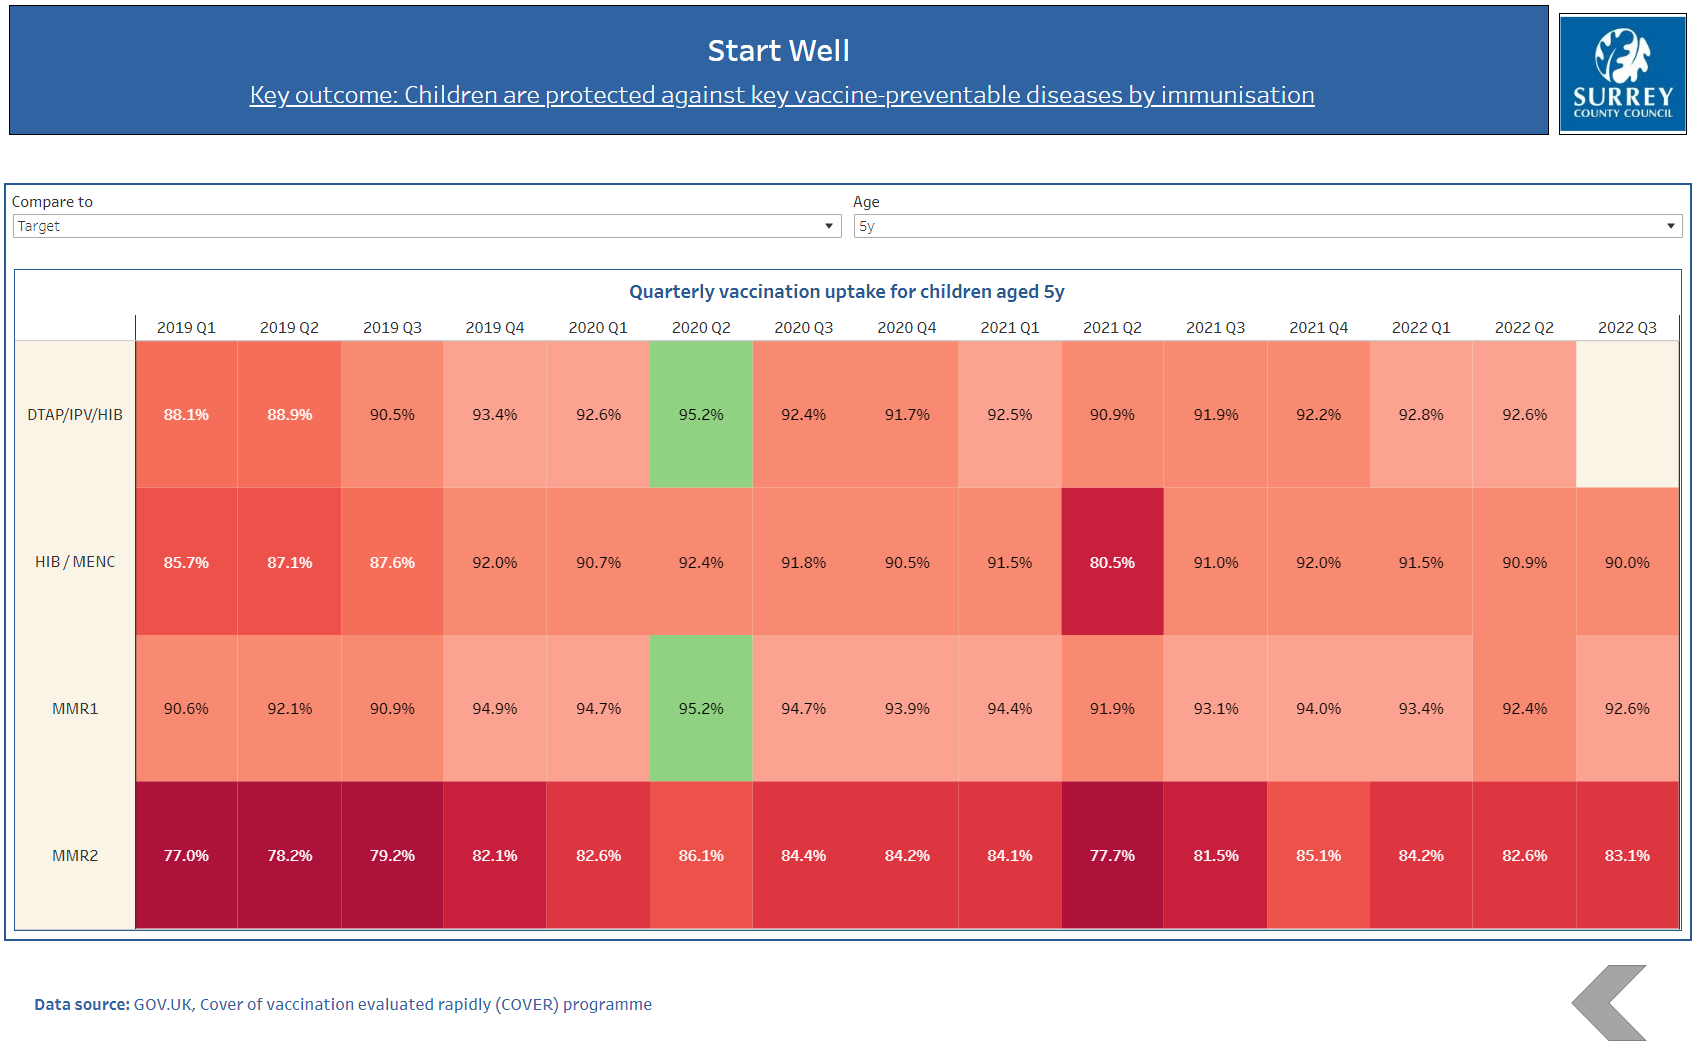 Start Well
Key outcome: Children are protected against key vaccine-preventable diseases by immunisation
SURREY
COUNTY COUNCIL
Compare to
Age
Target
5y
Quarterly vaccination uptake for children aged 5y
2019 Q1 2019 Q2 2019 Q3 2019 Q4 2020 Q1 2020 Q2 2020 Q3 2020 Q4 2021 Q1 2021 Q2 2021 Q3 2021 Q4 2022 Q1 2022 Q2 2022 Q3
DTAP/IPV/HIB 88.1% 88.9% 90.5% 93.4% 92.6% 95.2% 92.4% 91.7% 92.5% 90.9% 91.9% 92.2% 92.8% 92.6%
HIB / MENC 85.7% 87.1% 87.6% 92.0% 90.7% 92.4% 91.8% 90.5% 91.5% 80.5% 91.0% 92.0% 91.5% 90.9% 90.0%
MMR1 90.6% 92.1% 90.9% 94.9% 94.7% 95.2% 94.7% 93.9% 94.4% 91.9% 93.1% 94.0% 93.4% 92.4% 92.6%
MMR2 77.0% 78.2% 79.2% 82.1% 82.6% 86.1% 84.4% 84.2% 84.1% 77.7% 81.5% 85.1% 84.2% 82.6% 83.1%
Data source: GOV.UK, Cover of vaccination evaluated rapidly (COVER) programme